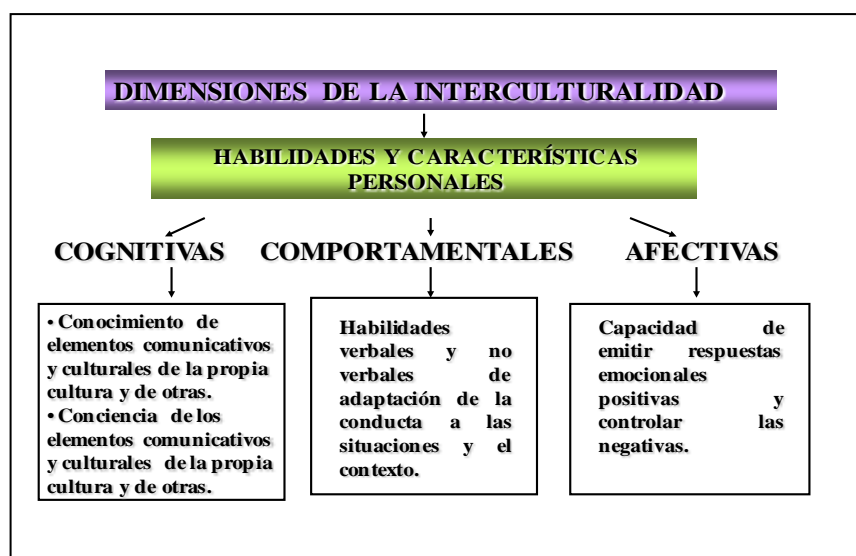 DIMENSIONES DE LA INTERCULTURALIDAD
HABILIDADES Y CARACTERÍSTICAS
PERSONALES
COGNITIVAS
• Conocimiento de
elementos comunicativos
y culturales de la propia
cultura y de otras.
• Conciencia de los
elementos comunicativos
y culturales de la propia
cultura y de otras.
COMPORTAMENTALES
Habilidades
verbales y no
verbales de
adaptación de la
conducta a las
situaciones y el
contexto.
AFECTIVAS
Capacidad de
emitir respuestas
emocionales
positivas y
controlar las
negativas.